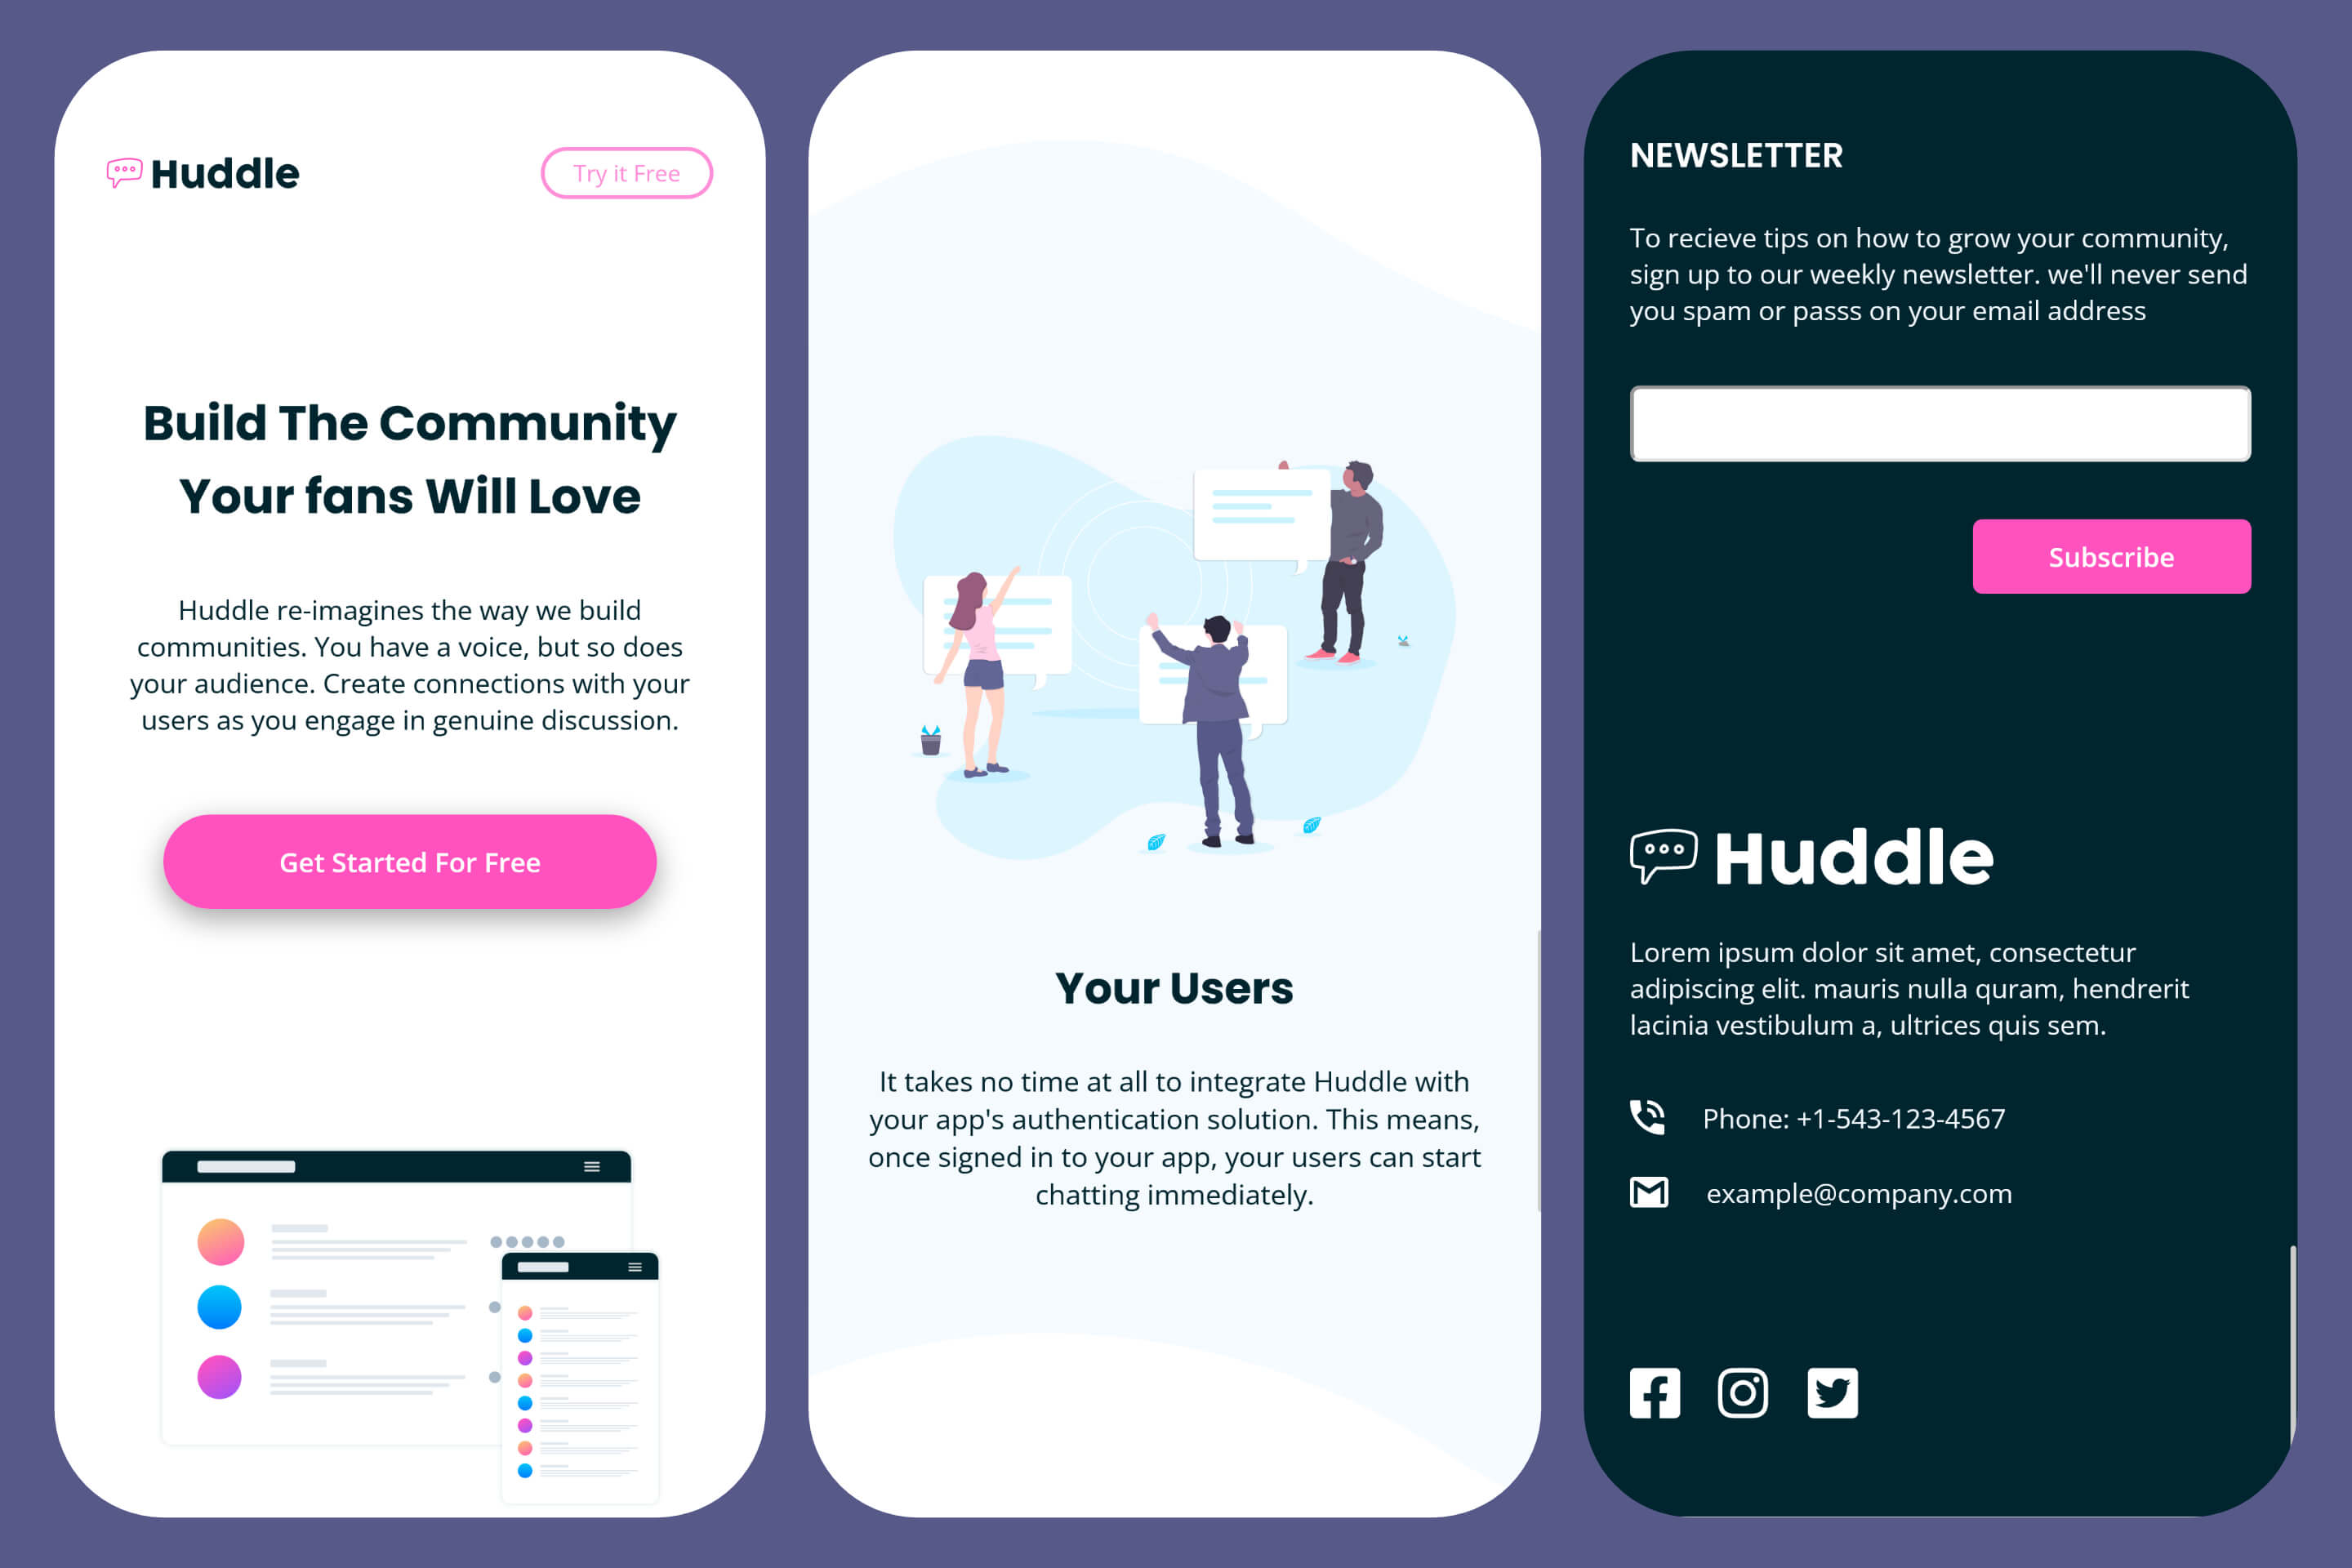 Huddle
Try it Free
Build The Community
Your fans Will Love
Huddle re-imagines the way we build
communities. You have a voice, but so does
your audience. Create connections with your
users as you engage in genuine discussion.
Get Started For Free
Your Users
It takes no time at all to integrate Huddle with
your app's authentication solution. This means,
once signed in to your app, your users can start
chatting immediately.
NEWSLETTER
To recieve tips on how to grow your community,
sign up to our weekly newsletter. we'll never send
you spam or passs on your email address
Subscribe
Huddle
Lorem ipsum dolor sit amet, consectetur
adipiscing elit. mauris nulla quram, hendrerit
lacinia vestibulum a, ultrices quis sem.
Phone: +1-543-123-4567
example@company.com